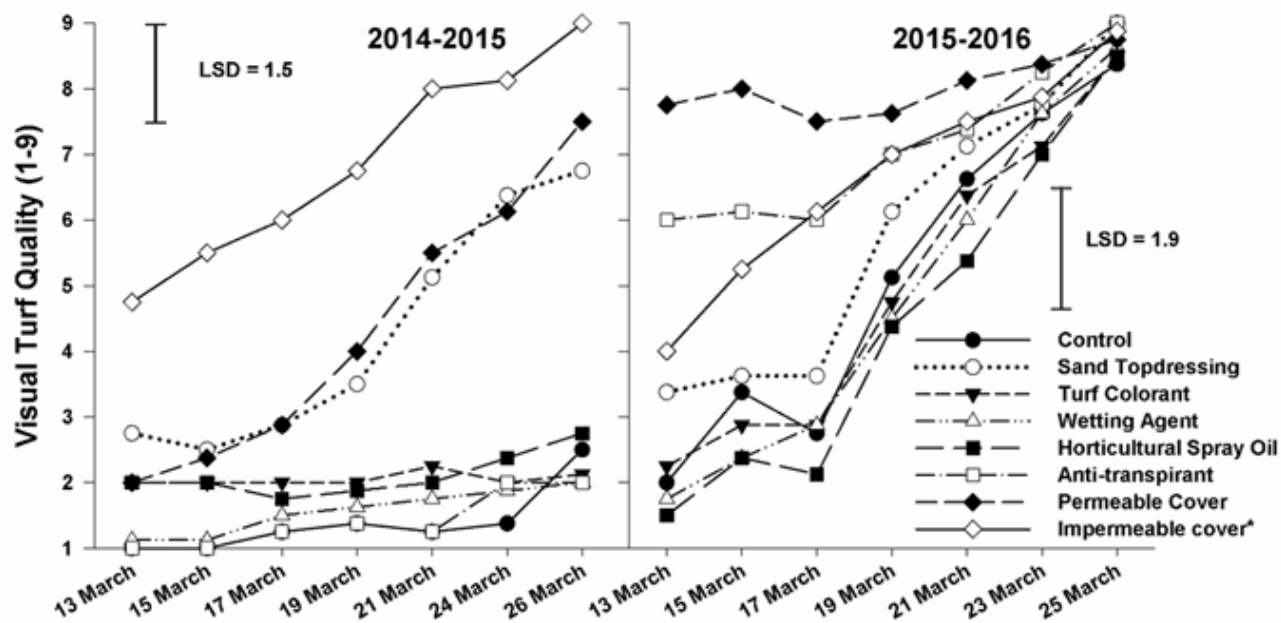 Visual Turf Quality (1-9)
9
8
7
6
5
4
3
2
1
2014-2015
LSD = 1.5
2015-2016
LSD = 1.9
Control
Sand Topdressing
Turf Colorant
Wetting Agent
Horticultural Spray Oil
Anti-transpirant
Permeable Cover
Impermeable cover*
13 March
15 March
17 March
19 March
21 March
24 March
26 March
13 March
15 March
17 March
19 March
21 March
23 March
25 March